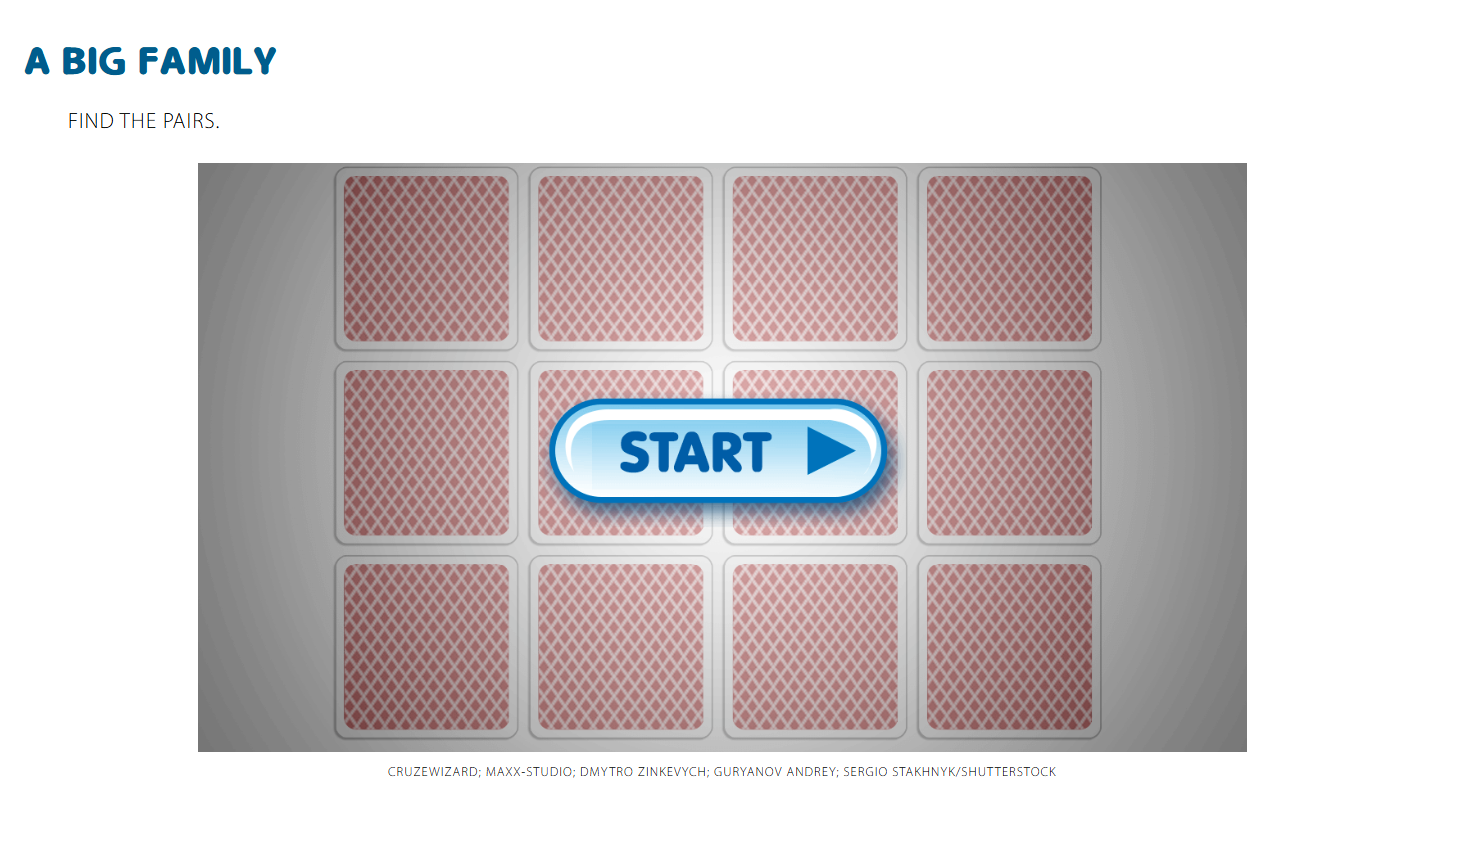 A BIG FAMILY
FIND THE PAIRS.
START
CRUZEWIZARD; MAXX-STUDIO; DMYTRO ZINKEVYCH; GURYANOV ANDREY; SERGIO STAKHNYK/SHUTTERSTOCK